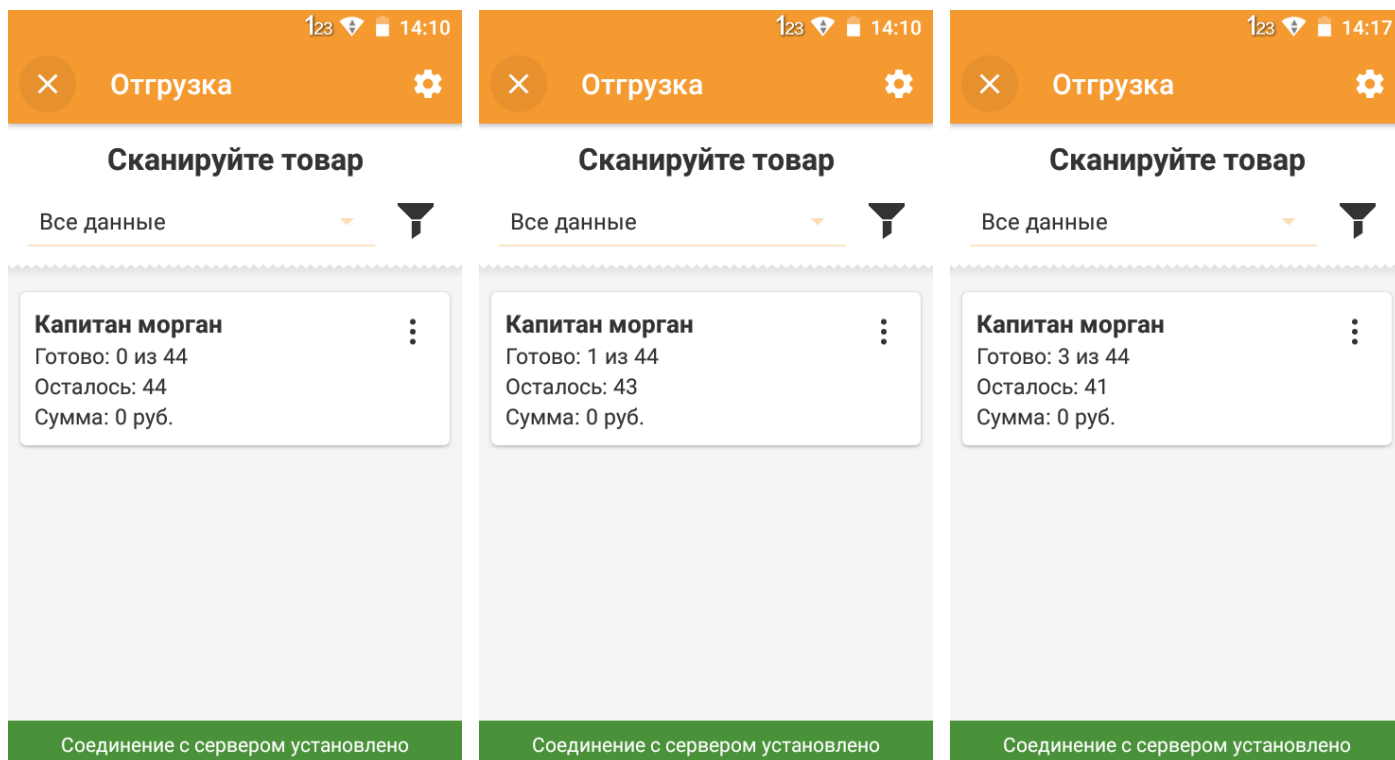 123 14:10
Отгрузка
Сканируйте товар
Все данные
Капитан морган
Готово: 0 из 44
Осталось: 44
Сумма: 0 руб.
Соединение с сервером установлено
123 14:10
Отгрузка
Сканируйте товар
Все данные
Капитан морган
Готово: 1 из 44
Осталось: 43
Сумма: 0 руб.
Соединение с сервером установлено
123 14:17
Отгрузка
Сканируйте товар
Все данные
Капитан морган
Готово: 3 из 44
Осталось: 41
Сумма: 0 руб.
Соединение с сервером установлено